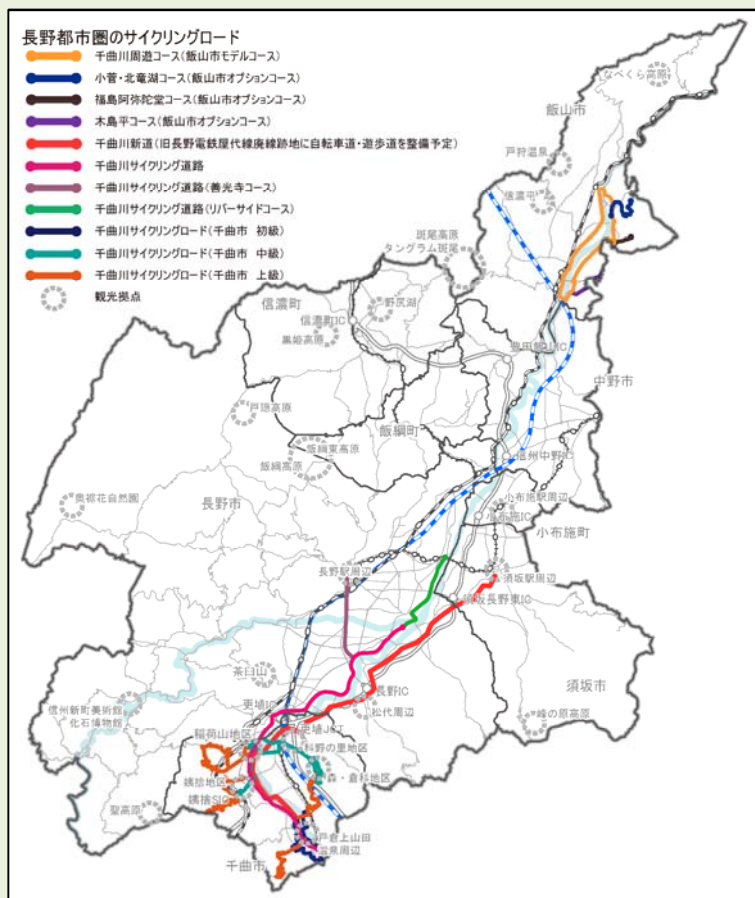 長野都市圏のサイクリングロード
千曲川周遊コース(飯山市モデルコース)
小菅・北竜湖コース(飯山市オプションコース)
福島阿弥陀堂コース(飯山市オプションコース)
木島平コース(飯山市オプションコース)
千曲川新道(旧長野電鉄屋代線廃線跡地に自転車道・遊歩道を整備予定)
千曲川サイクリング道路
千曲川サイクリング道路(善光寺コース)
千曲川サイクリング道路(リバーサイドコース)
千曲川サイクリングロード(千曲市 初級)
千曲川サイクリングロード(千曲市 中級)
千曲川サイクリングロード(千曲市 上級)
観光拠点
なべくら高原
飯山市
戸狩温泉
信濃平
斑尾高原
タングラム斑尾
信濃町
野尻湖
信濃町IC
黒姫高原
豊田飯山IC
中野市
戸隠高原
飯綱町
飯綱東高原
飯綱高原
信州中野IC
長野市
奥裾花自然園
小布施駅周辺
小布施IC
小布施町
長野駅周辺
須坂駅周辺
須坂長野東IC
茶臼山
須坂市
長野IC
松代周辺
信州新町美術館
化石博物館
更埴IC
峰の原高原
稲荷山地区
更埴JCT
科野の里地区
姨捨地区
森・倉科地区
姨捨SIC
聖高原
戸倉上山田
温泉周辺
千曲市